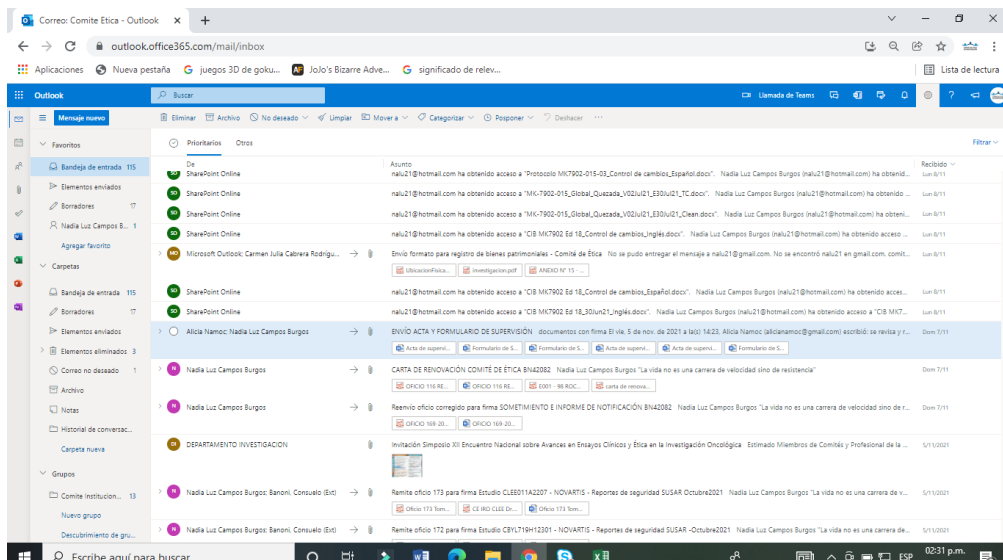 Correo: Comite Etica - Outlook
outlook.office365.com/mail/inbox
Aplicaciones Nueva pestaña juegos 3D de goku... JoJo's Bizarre Adve... significado de relev... Lista de lectura
Outlook Buscar Llamada de Teams
Mensaje nuevo Eliminar Archivo No deseado Limpiar Mover a Categorizar Posponer Deshacer
Favoritos Prioritarios Otros Filtrar
De Asunto Recibido
Bandeja de entrada 115 SharePoint Online nalu21@hotmail.com ha obtenido acceso a "Protocolo MK7902-015-03_Control de cambios_Español.docx". Nadia Luz Campos Burgos (nalu21@hotmail.com) ha obtenido ... Lun 8/11
Elementos enviados SharePoint Online nalu21@hotmail.com ha obtenido acceso a "MK-7902-015_Global_Quezada_V02Jul21_E30Jul21_TC.docx". Nadia Luz Campos Burgos (nalu21@hotmail.com) ha obtenido ... Lun 8/11
Borradores 17 SharePoint Online nalu21@hotmail.com ha obtenido acceso a "MK-7902-015_Global_Quezada_V02Jul21_E30Jul21_Clean.docx". Nadia Luz Campos Burgos (nalu21@hotmail.com) ha obteni... Lun 8/11
Nadia Luz Campos B... 1 SharePoint Online nalu21@hotmail.com ha obtenido acceso a "CIB MK7902 Ed 18_Control de cambios_Inglés.docx". Nadia Luz Campos Burgos (nalu21@hotmail.com) ha obtenido acceso ... Lun 8/11
Agregar favorito MO Microsoft Outlook; Carmen Julia Cabrera Rodrígu... Envío formato para registro de bienes patrimoniales - Comité de Ética No se pudo entregar el mensaje a nalu21@gmail.com. No se encontró nalu21 en gmail.com. comit... Lun 8/11
Carpetas UbicacionFisica... investigacion.pdf ANEXO N° 15 - ...
Bandeja de entrada 115 SharePoint Online nalu21@hotmail.com ha obtenido acceso a "CIB MK7902 Ed 18_Control de cambios_Español.docx". Nadia Luz Campos Burgos (nalu21@hotmail.com) ha obtenido acces... Lun 8/11
Borradores 17 SharePoint Online nalu21@hotmail.com ha obtenido acceso a "CIB MK7902 Ed 18_30Jun21_Inglés.docx". Nadia Luz Campos Burgos (nalu21@hotmail.com) ha obtenido acceso a "CIB MK7... Lun 8/11
Elementos enviados Alicia Namoc; Nadia Luz Campos Burgos ENVÍO ACTA Y FORMULARIO DE SUPERVISIÓN documentos con firma El vie, 5 de nov. de 2021 a la(s) 14:23, Alicia Namoc (alicianamoc@gmail.com) escribió: se revisa y r... Dom 7/11
Elementos eliminados 3 Acta de supervi... Formulario de S... Formulario de S... Acta de supervi... Acta de supervi... Formulario de S...
Correo no deseado 1 Nadia Luz Campos Burgos CARTA DE RENOVACIÓN COMITÉ DE ÉTICA BN42082 Nadia Luz Campos Burgos "La vida no es una carrera de velocidad sino de resistencia" Dom 7/11
Archivo OFICIO 116 RE... OFICIO 116 RE... E001 - 98 ROC... carta de renova...
Notas Nadia Luz Campos Burgos Reenvío oficio corregido para firma SOMETIMIENTO E INFORME DE NOTIFICACIÓN BN42082 Nadia Luz Campos Burgos "La vida no es una carrera de velocidad sino de r... Dom 7/11
Historial de conversac... OFICIO 169-20... OFICIO 169-20...
Carpeta nueva DEPARTAMENTO INVESTIGACION Invitación Simposio XII Encuentro Nacional sobre Avances en Ensayos Clínicos y Ética en la Investigación Oncológica Estimado Miembros de Comités y Profesional de la ... 5/11/2021
Grupos
Comite Institucion... 13 Nadia Luz Campos Burgos; Banoni, Consuelo (Ext) Remite oficio 173 para firma Estudio CLEE011A2207 - NOVARTIS - Reportes de seguridad SUSAR Octubre2021 Nadia Luz Campos Burgos "La vida no es una carrera de v... 5/11/2021
Nuevo grupo Oficio 173 Tom... CE IRO CLEE Dr... Oficio 173 Tom...
Descubrimiento de gru... Nadia Luz Campos Burgos; Banoni, Consuelo (Ext) Remite oficio 172 para firma Estudio CBYL719H12301 - NOVARTIS - Reportes de seguridad SUSAR -Octubre2021 Nadia Luz Campos Burgos "La vida no es una carrera de... 5/11/2021
Escribe aquí para buscar ESP 02:31 p.m.